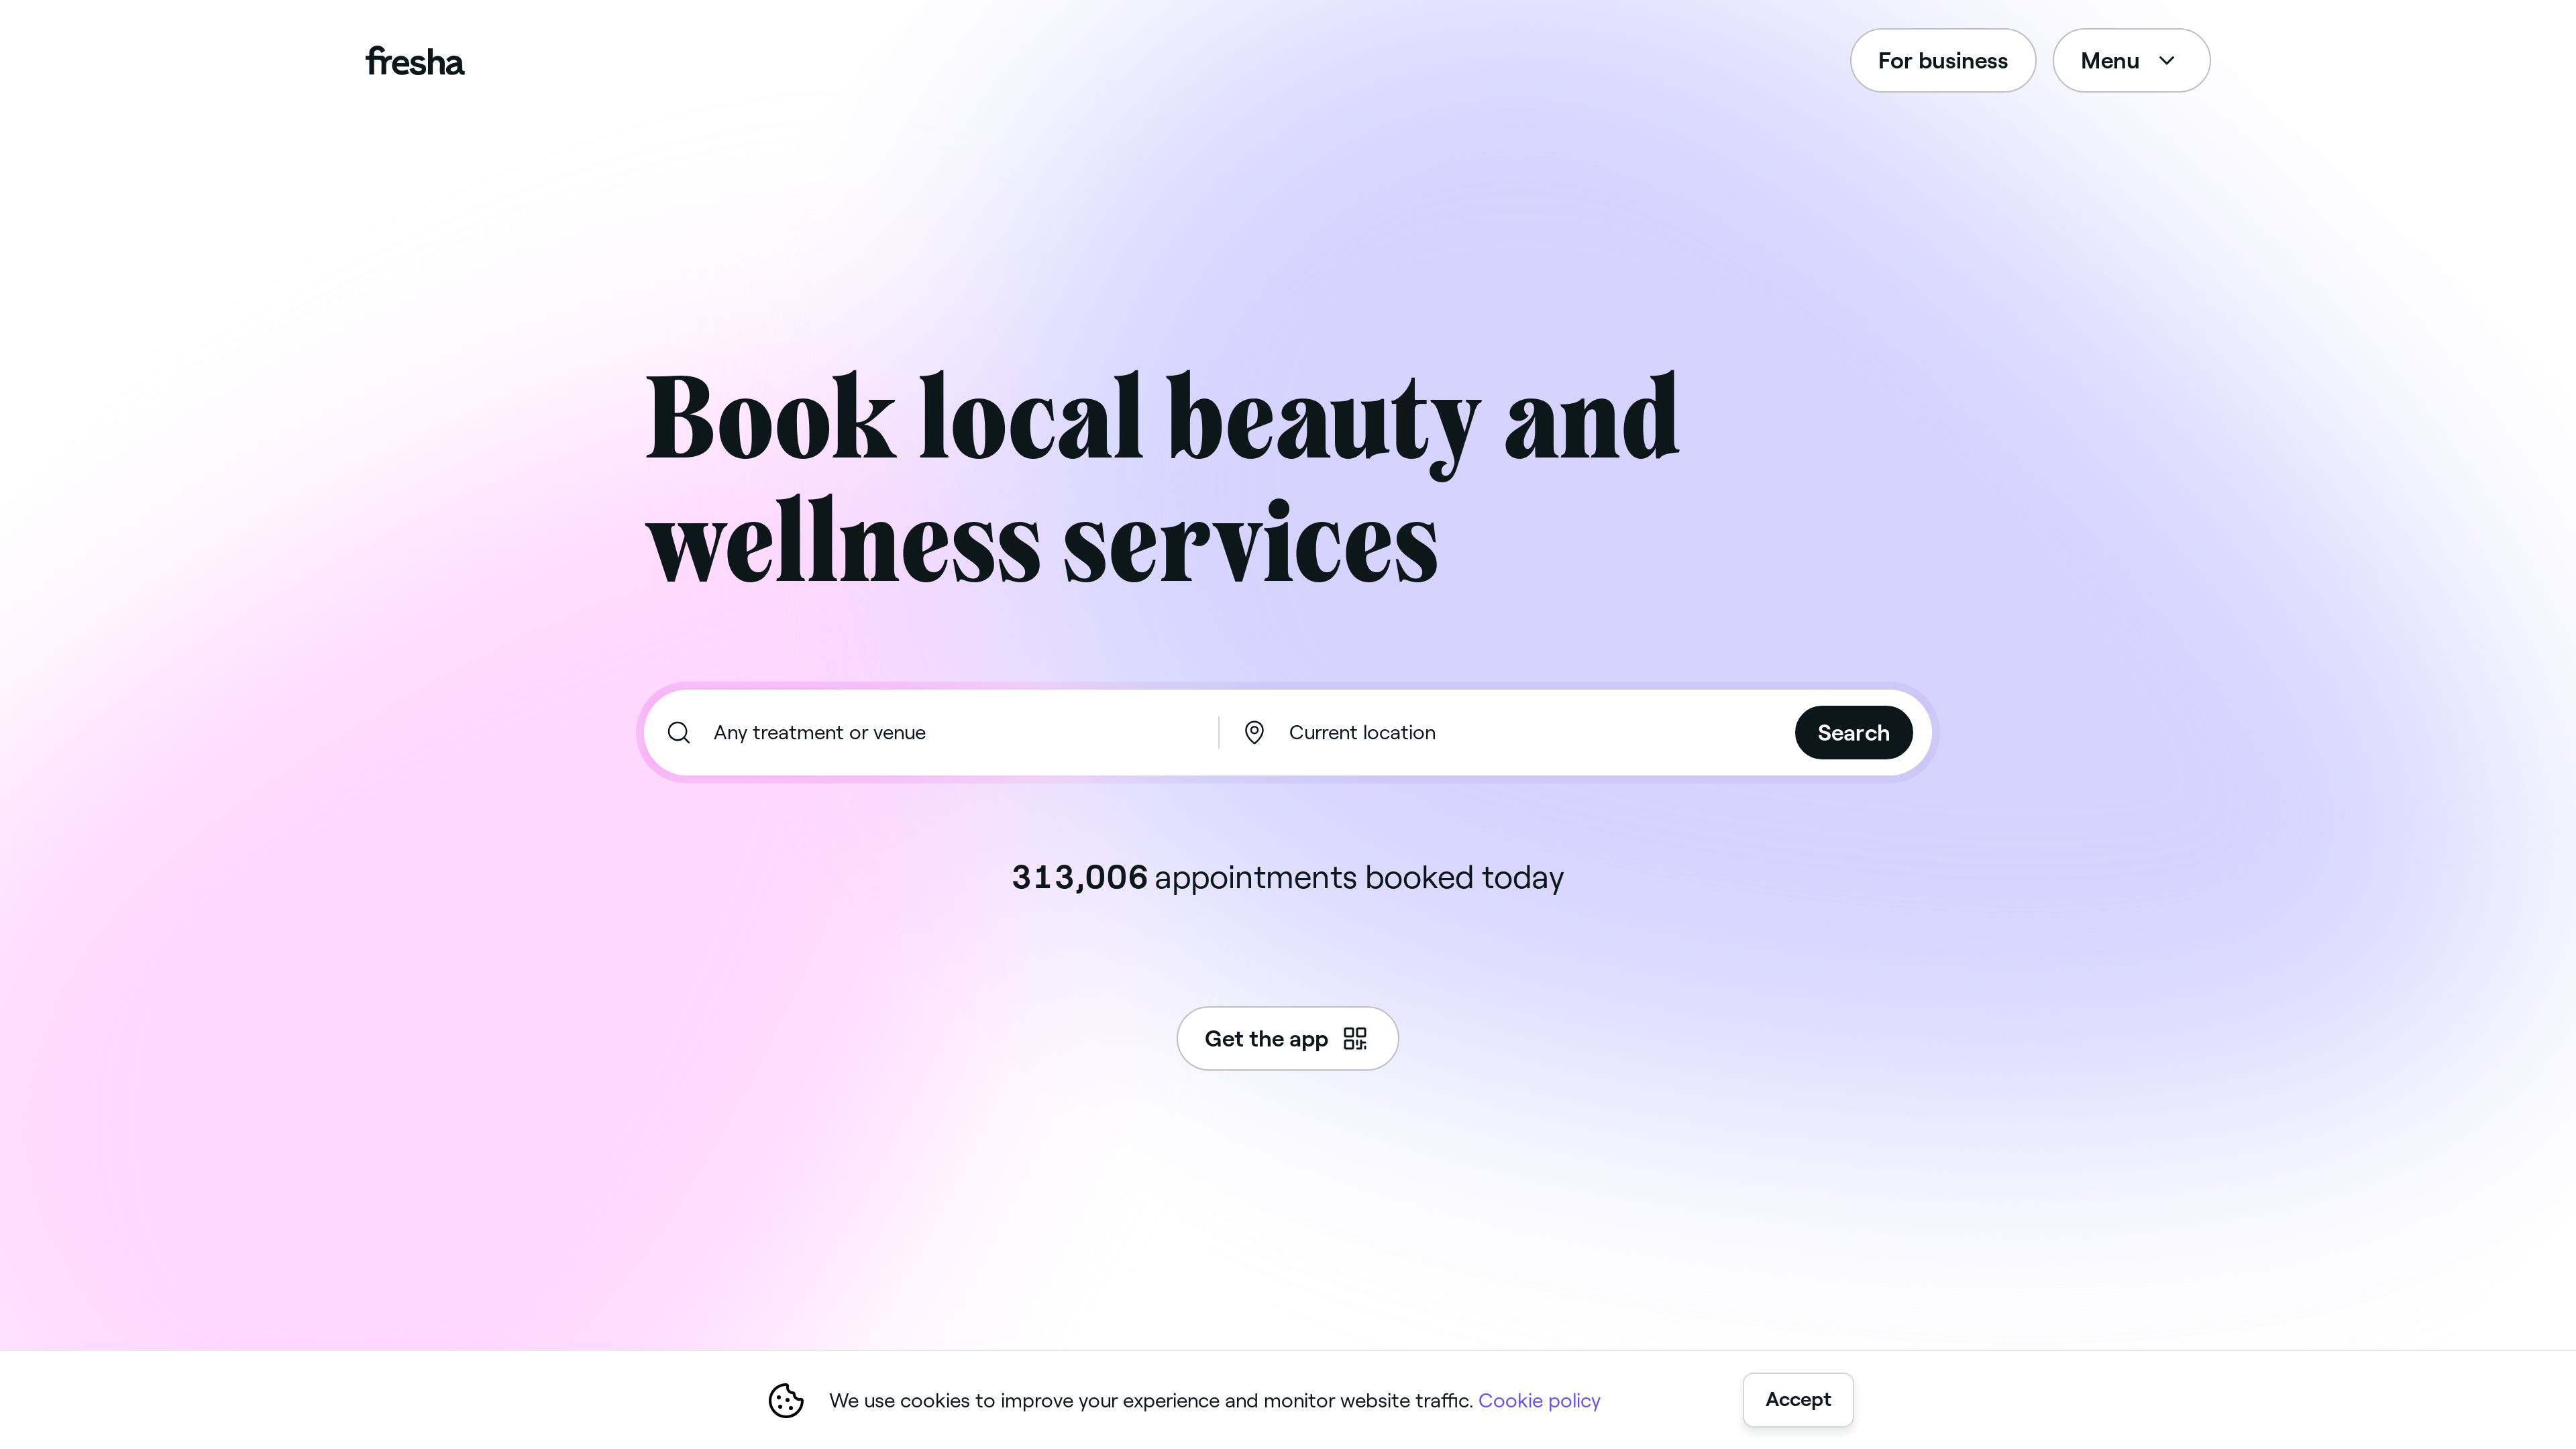 fresha
For business
Menu
Book local beauty and
wellness services
Any treatment or venue
Current location
Search
313,006 appointments booked today
Get the app
We use cookies to improve your experience and monitor website traffic. Cookie policy
Accept